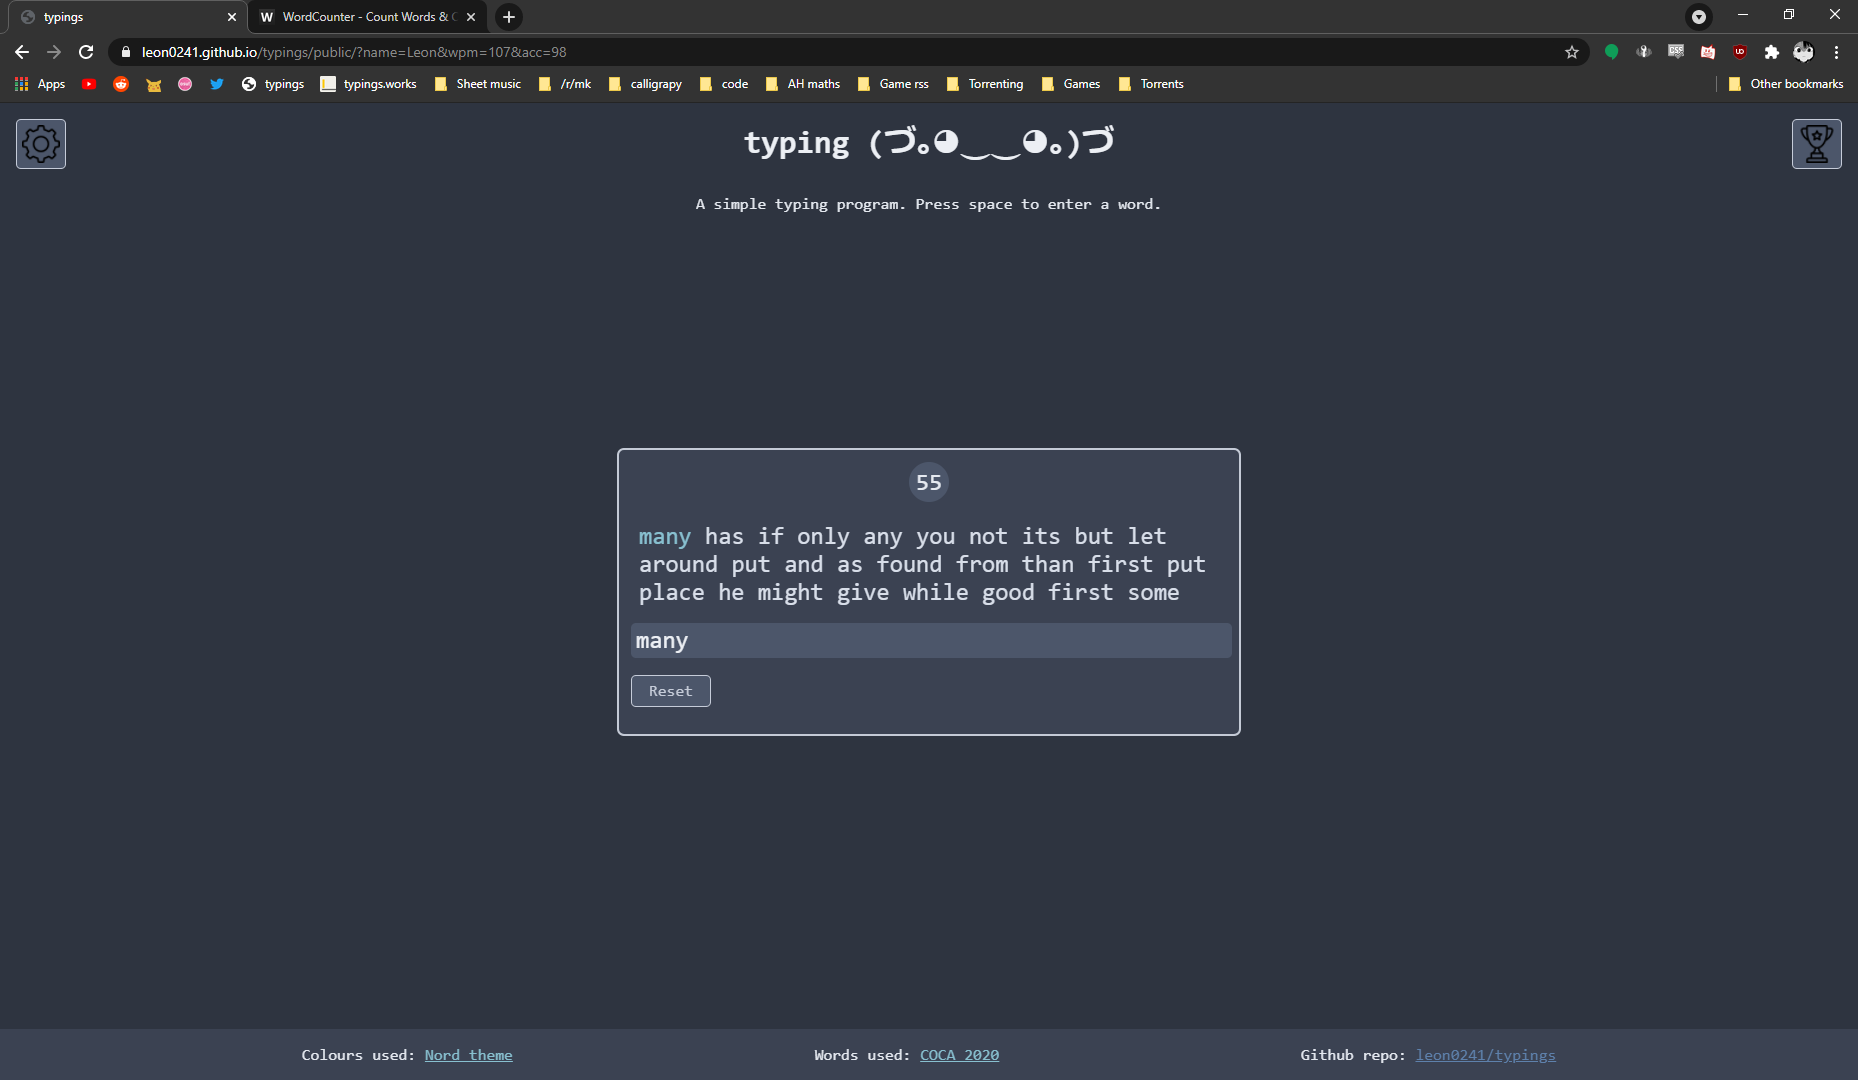 typings
WordCounter - Count Words &
leon0241.github.io/typings/public/?name=Leon&wpm=107&acc=98
Apps typings typings.works Sheet music /r/mk calligrapy code AH maths Game rss Torrenting Games Torrents Other bookmarks
typing (づ｡◕‿‿◕｡)づ
A simple typing program. Press space to enter a word.
55
many has if only any you not its but let
around put and as found from than first put
place he might give while good first some
many
Reset
Colours used: Nord theme
Words used: COCA 2020
Github repo: leon0241/typings